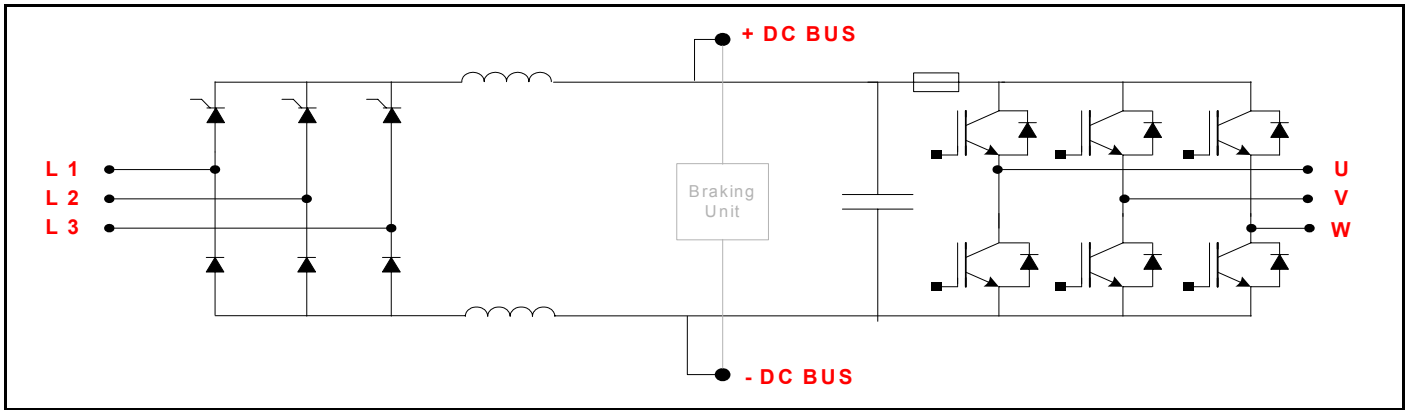 + DC BUS
L 1
L 2
L 3
Braking
Unit
U
V
W
- DC BUS